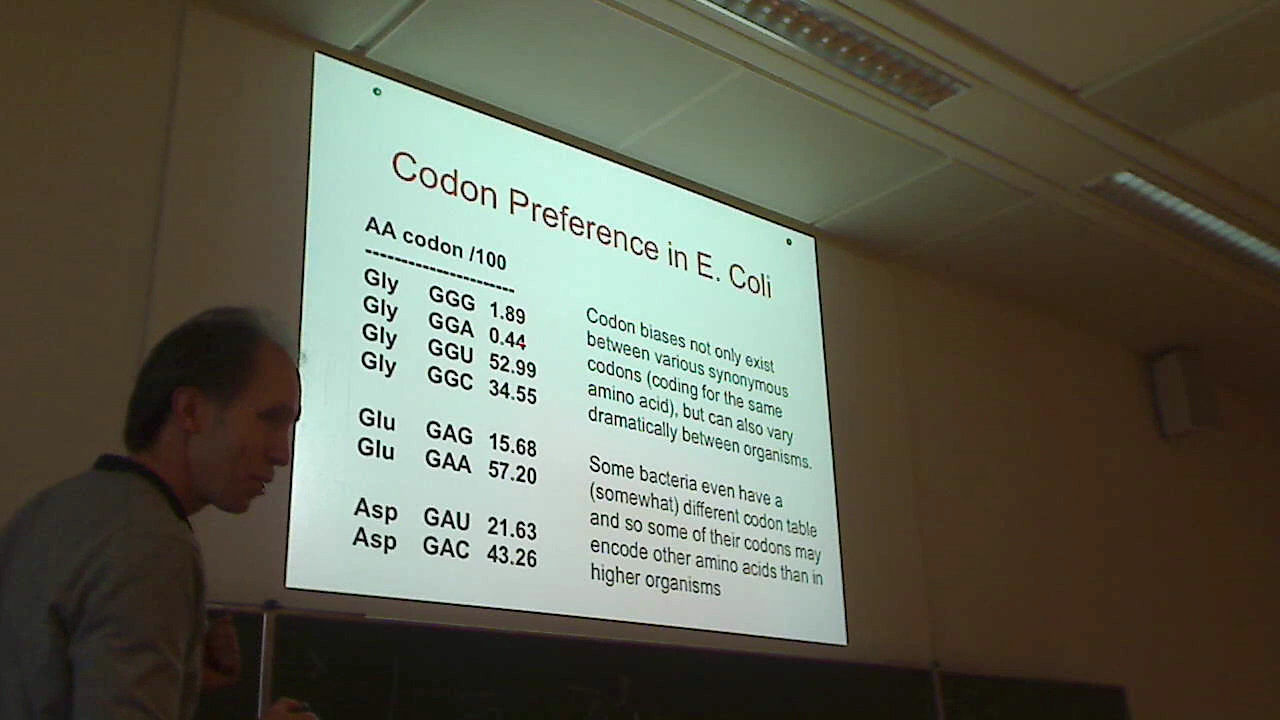 Codon Preference in E. Coli
AA codon /100
----------------------
Gly GGG 1.89
Gly GGA 0.44
Gly GGU 52.99
Gly GGC 34.55
Glu GAG 15.68
Glu GAA 57.20
Asp GAU 21.63
Asp GAC 43.26
Codon biases not only exist
between various synonymous
codons (coding for the same
amino acid), but can also vary
dramatically between organisms.
Some bacteria even have a
(somewhat) different codon table
and so some of their codons may
encode other amino acids than in
higher organisms